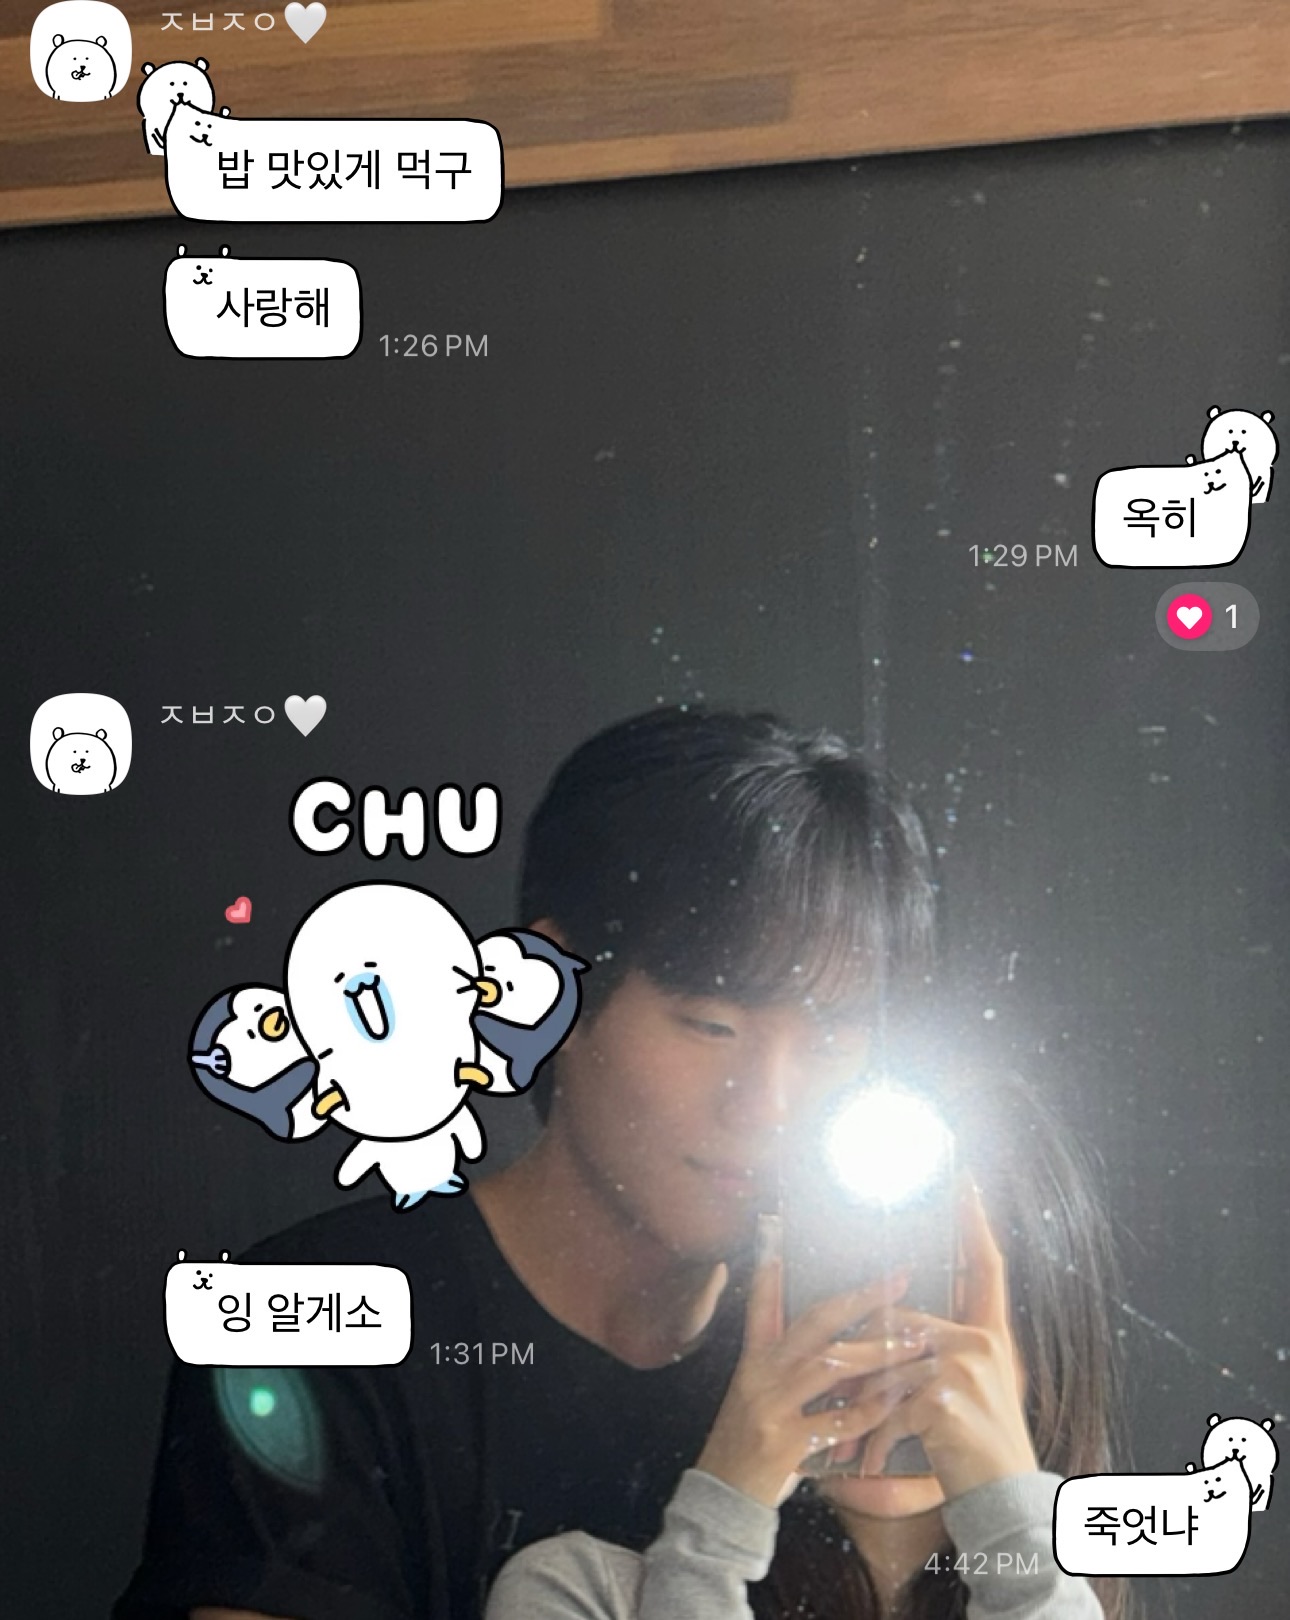 ㅈㅂㅈㅇ🤍
밥 맛있게 먹구
사랑해
1:26 PM
옥히
1:29 PM
1
ㅈㅂㅈㅇ🤍
CHU
잉 알게소
1:31 PM
죽엇냐
4:42 PM